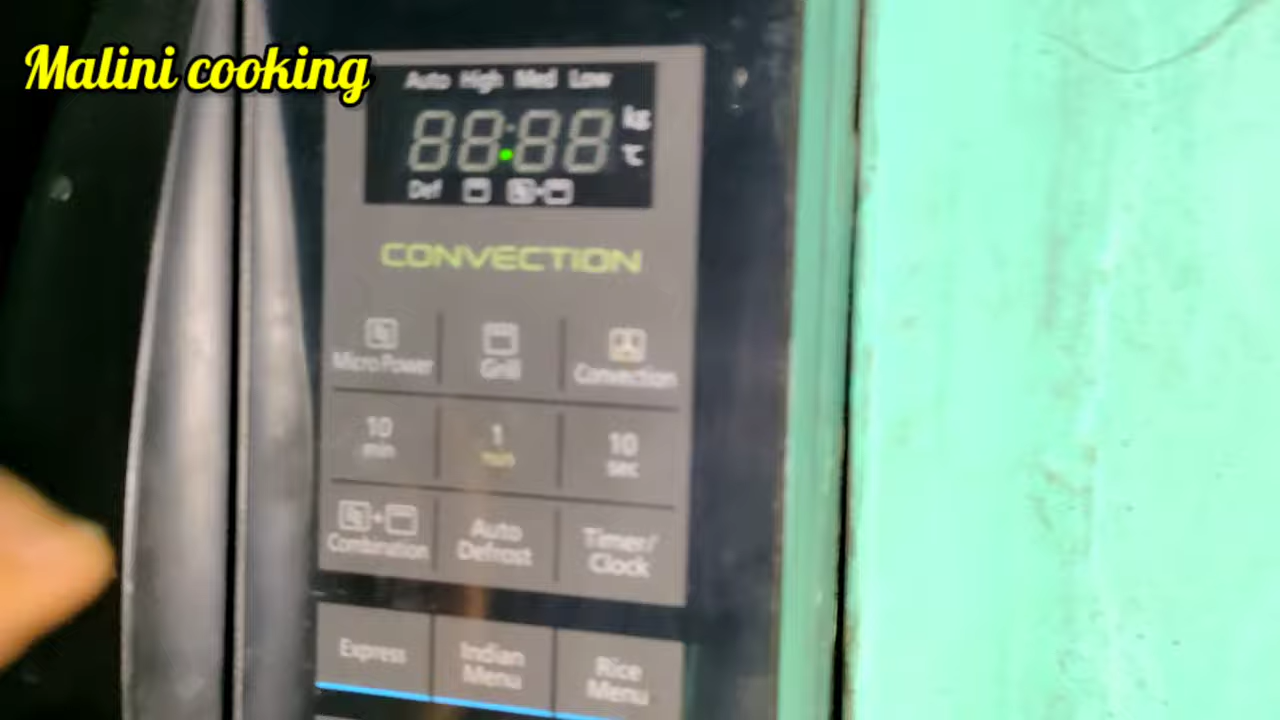 Malini cooking
Auto High Med Low
88:88 kg
℃
Def
CONVECTION
Micro Power Grill Convection
10 min 1 min 10 sec
Combination Auto Defrost Timer/Clock
Express Indian Menu Rice Menu